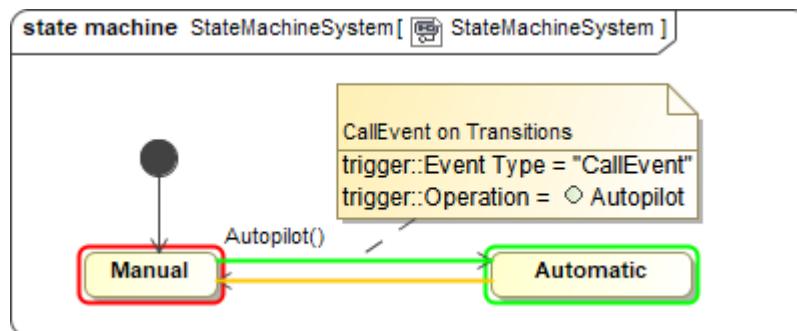 state machine StateMachineSystem[ StateMachineSystem ]
CallEvent on Transitions
trigger::Event Type = "CallEvent"
trigger::Operation = Autopilot
Autopilot()
Manual
Automatic